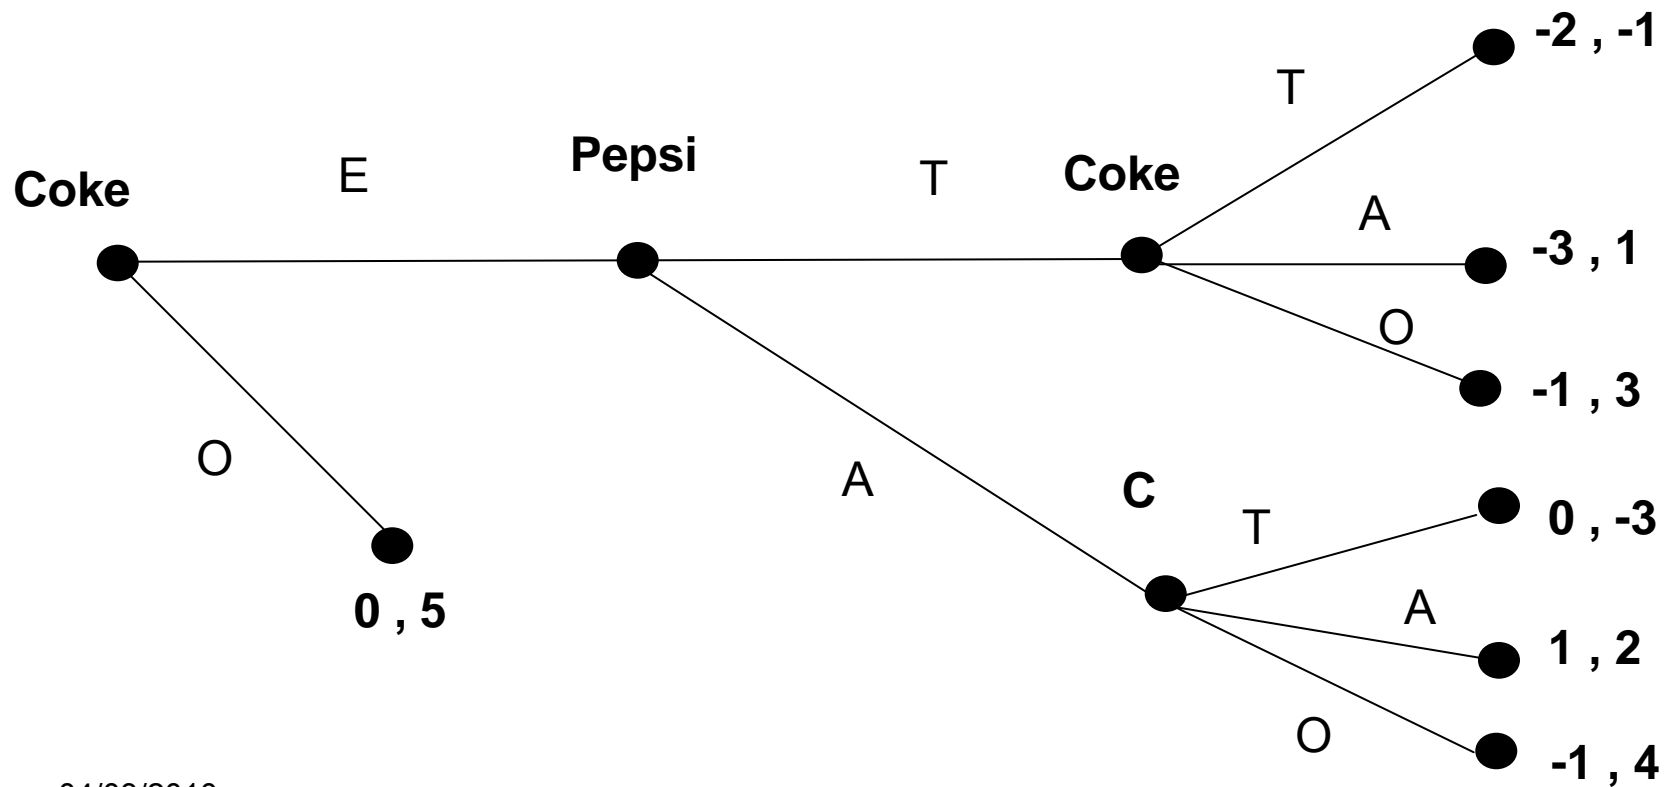 -2 , -1
T
Pepsi
E
T
Coke
Coke
A
-3 , 1
O
-1 , 3
O
A
C
T
0 , -3
0 , 5
A
1 , 2
O
-1 , 4